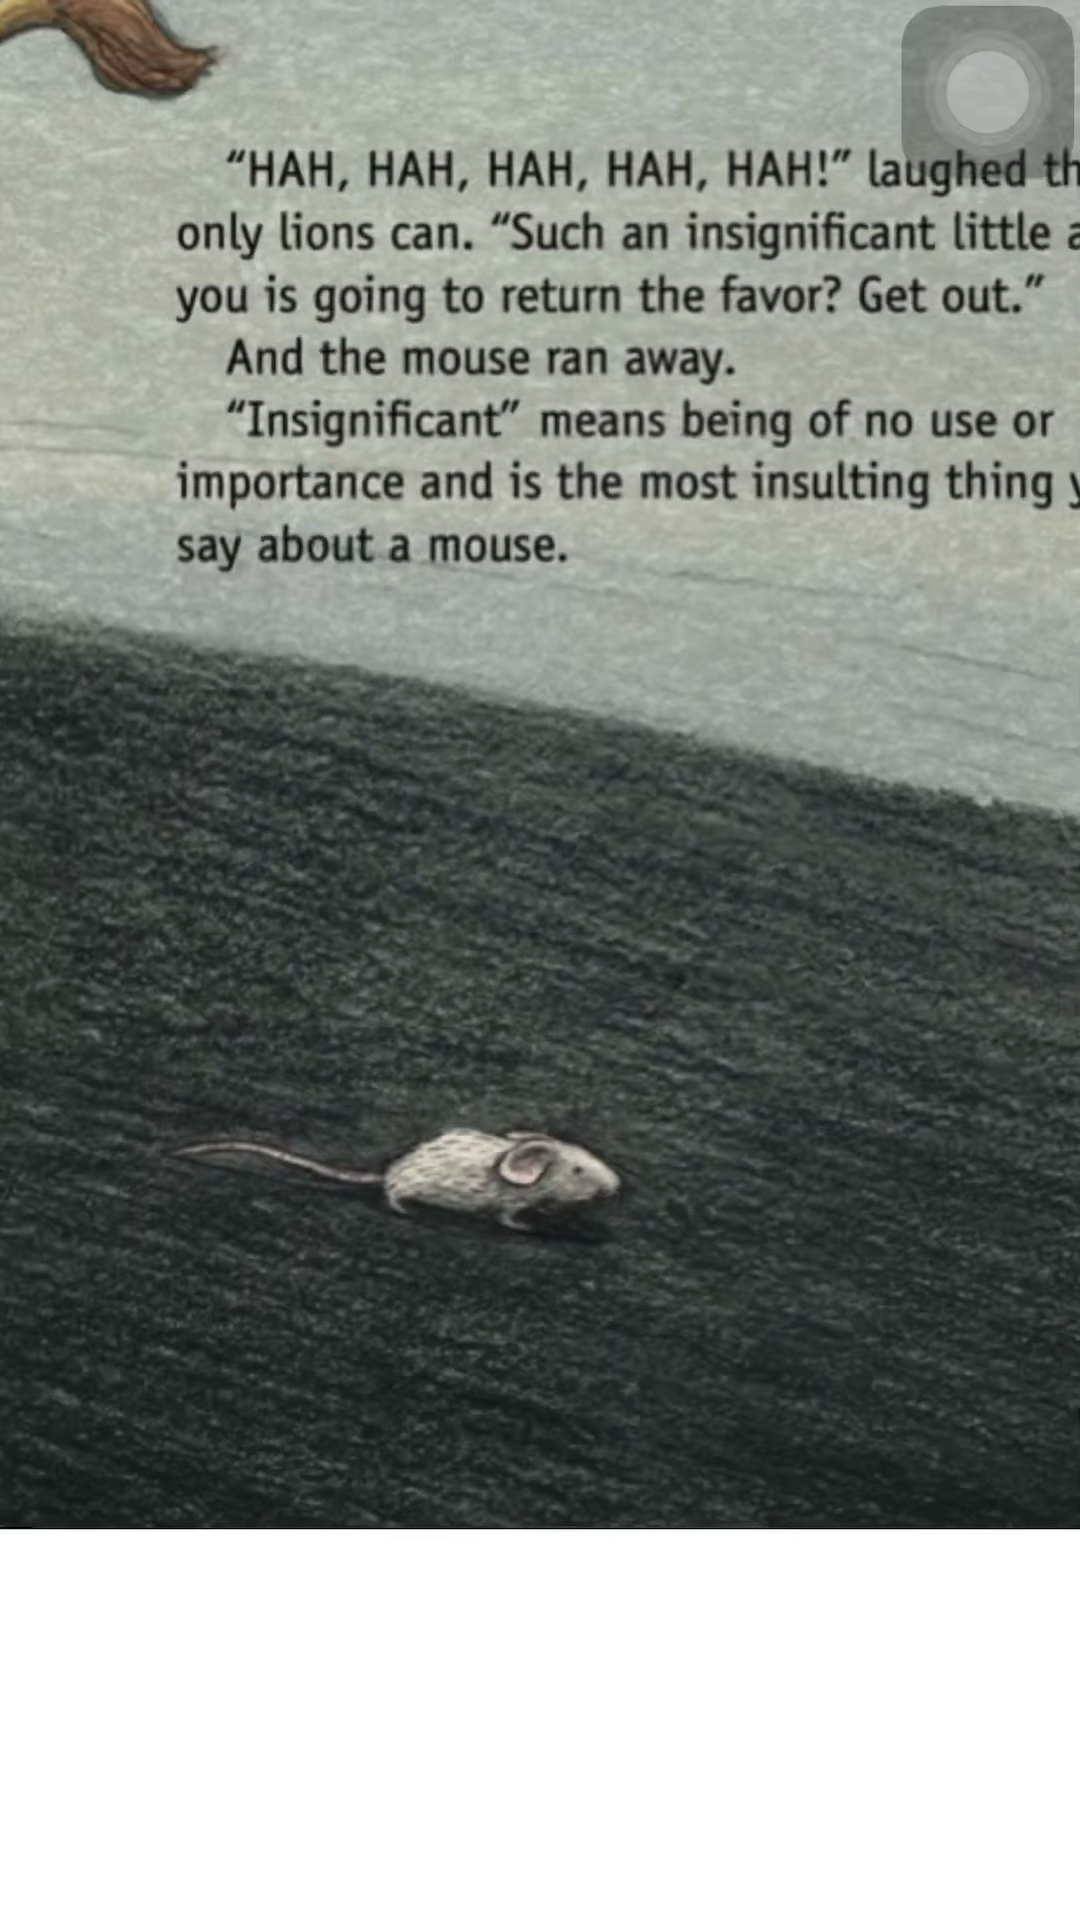 “HAH, HAH, HAH, HAH, HAH!” laughed
only lions can. “Such an insignificant little
you is going to return the favor? Get out.”
And the mouse ran away.
“Insignificant” means being of no use or
importance and is the most insulting thing
say about a mouse.